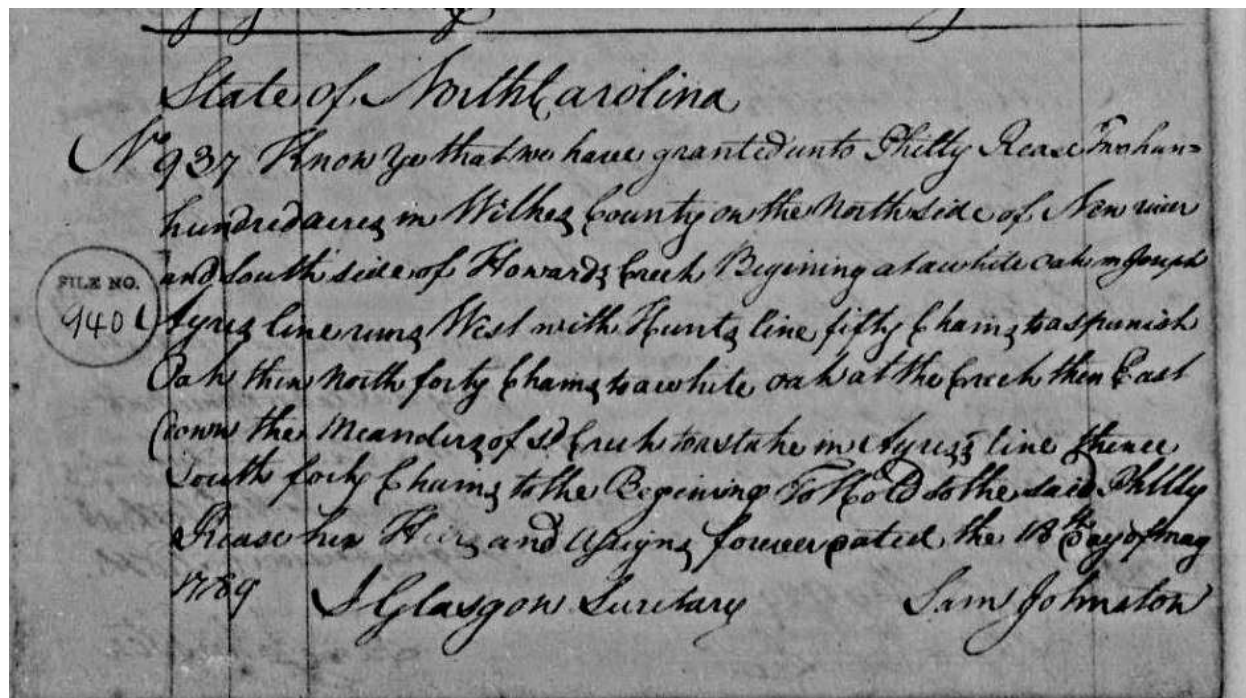 State of North Carolina
No 937 Know Ye that we have granted unto Philly Rease Two hun=
hundred acres in Wilkes County on the North side of New river
and South side of Howards Creek Begining at a white oak in Joseph
FILE NO.
940
Ayres line runs West with Hunts line fifty Chains to a spanish
Oak then North forty Chains to a white oak at the Creek then East
Down the Meanders of sd Creek to a stake in Ayres's line thence
South forty Chains to the Begining To Hold to the said Philly
Rease her Heirs and assigns forever Dated the 18th Day of May
1789 J Glasgow Secretary Sam Johnston